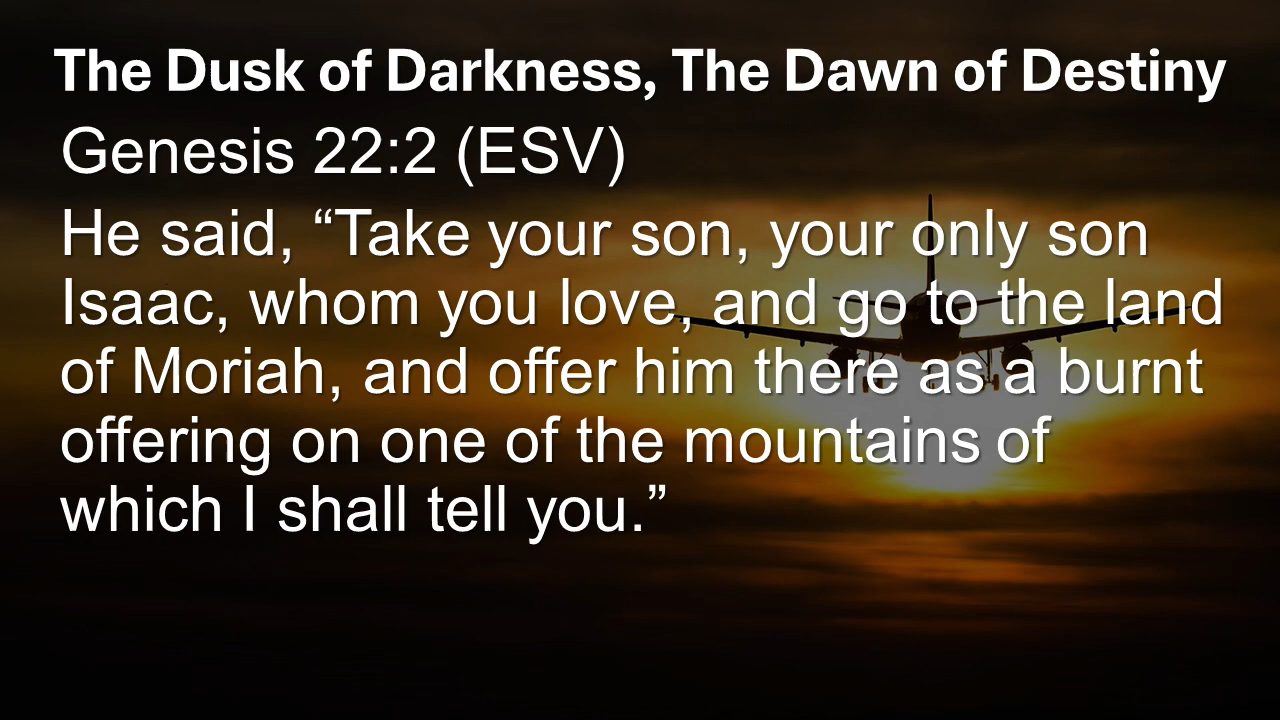 The Dusk of Darkness, The Dawn of Destiny
Genesis 22:2 (ESV)
He said, “Take your son, your only son
Isaac, whom you love, and go to the land
of Moriah, and offer him there as a burnt
offering on one of the mountains of
which I shall tell you.”